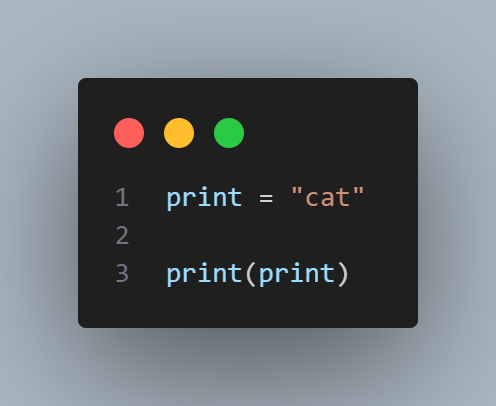 1 print = "cat"
2
3 print(print)